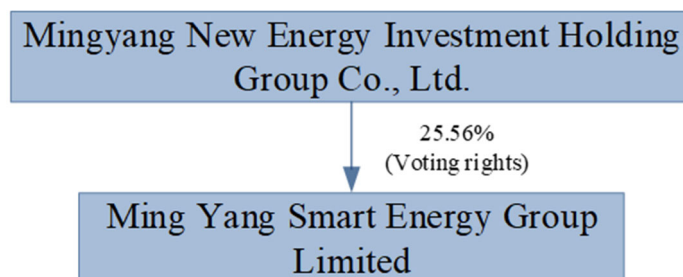 Mingyang New Energy Investment Holding
Group Co., Ltd.
25.56%
(Voting rights)
Ming Yang Smart Energy Group
Limited